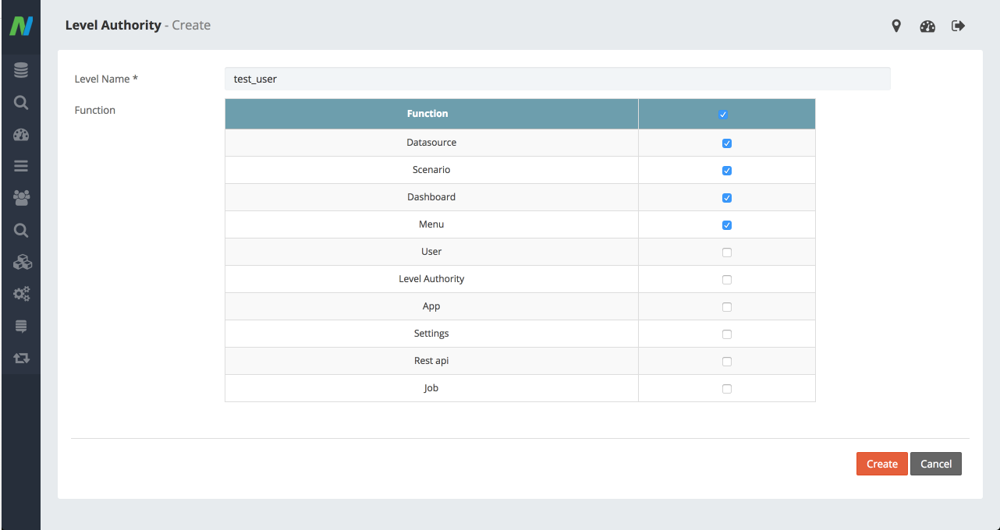 Level Authority - Create
Level Name *
test_user
Function
Function
Datasource
Scenario
Dashboard
Menu
User
Level Authority
App
Settings
Rest api
Job
Create
Cancel